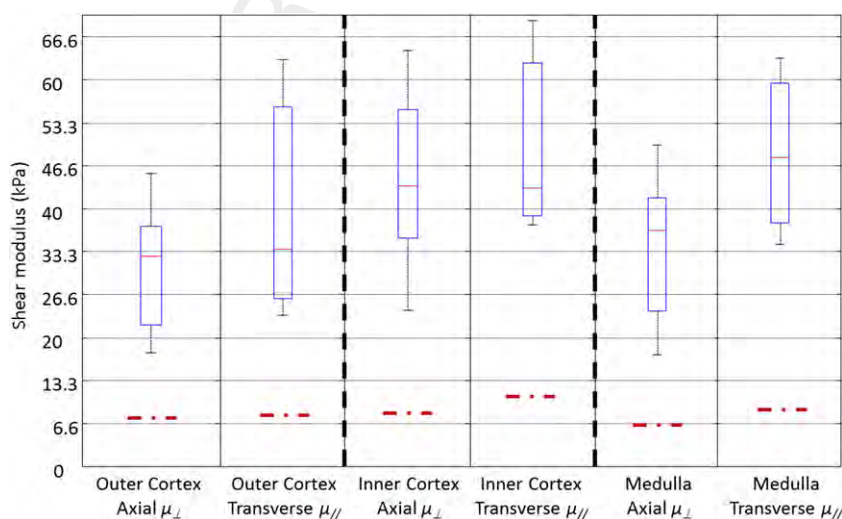 66.6
60
53.3
46.6
40
33.3
26.6
20
13.3
6.6
0
Shear modulus (kPa)
Outer Cortex
Axial μ⊥
Outer Cortex
Transverse μ//
Inner Cortex
Axial μ⊥
Inner Cortex
Transverse μ//
Medulla
Axial μ⊥
Medulla
Transverse μ//